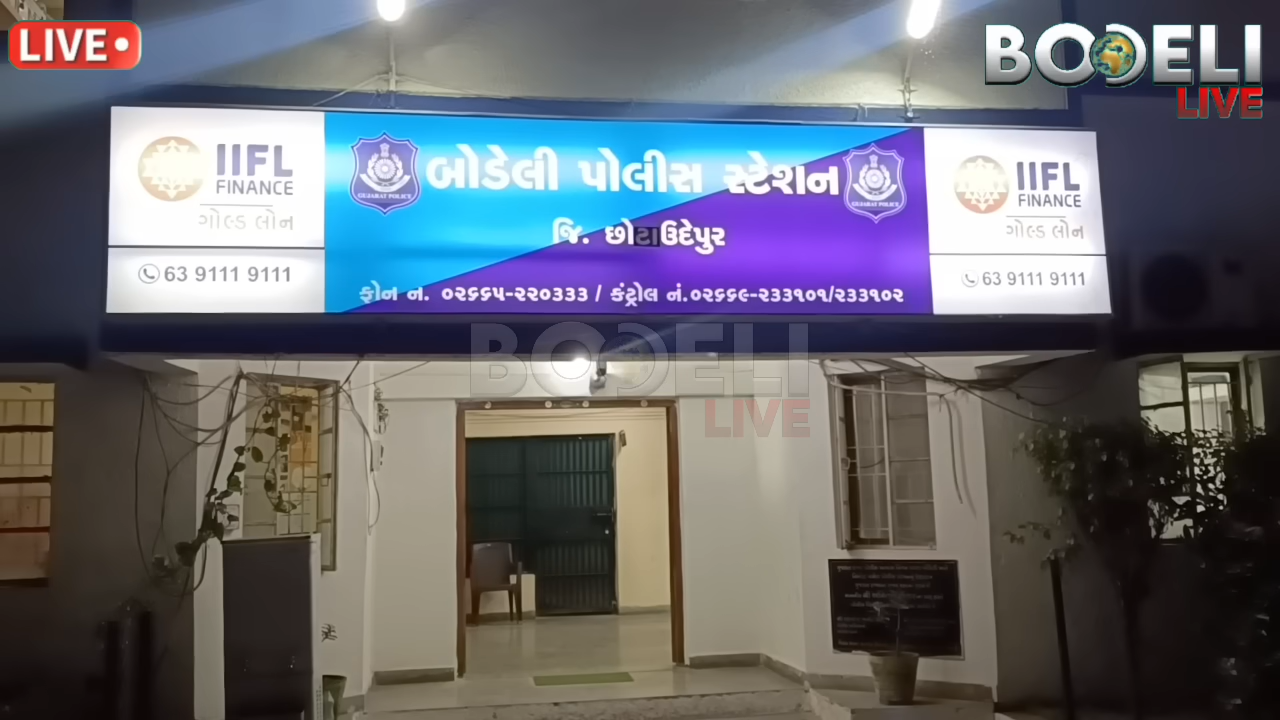 LIVE
BODELI
LIVE
IIFL
FINANCE
ગોલ્ડ લોન
63 9111 9111
GUJARAT POLICE
બોડેલી પોલીસ સ્ટેશન
GUJARAT POLICE
જિ. છોટાઉદેપુર
ફોન ન. ૦૨૬૬૫-૨૨૦૩૩૩ / કંટ્રોલ નં.૦૨૬૬૯-૨૩૩૧૦૧/૨૩૩૧૦૨
IIFL
FINANCE
ગોલ્ડ લોન
63 9111 9111
BODELI
LIVE